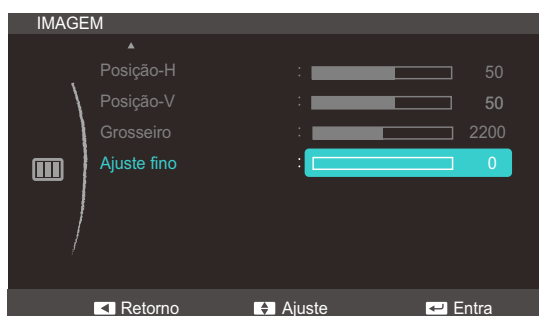 IMAGEM
Posição-H : 50
Posição-V : 50
Grosseiro : 2200
Ajuste fino : 0
Retorno Ajuste Entra